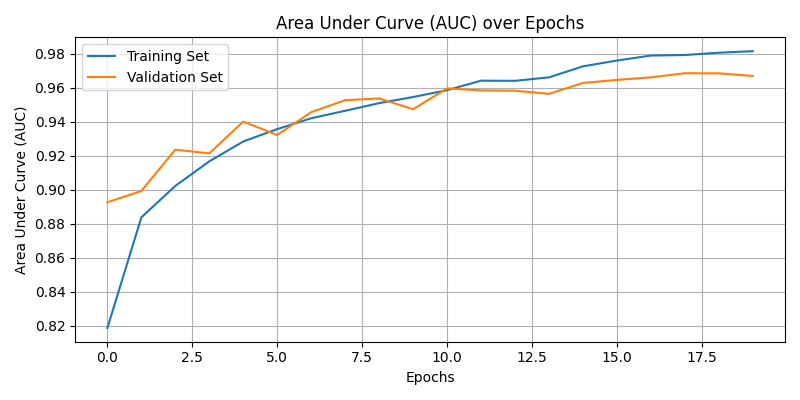 Area Under Curve (AUC) over Epochs
Training Set
Validation Set
Area Under Curve (AUC)
0.98
0.96
0.94
0.92
0.90
0.88
0.86
0.84
0.82
0.0 2.5 5.0 7.5 10.0 12.5 15.0 17.5
Epochs